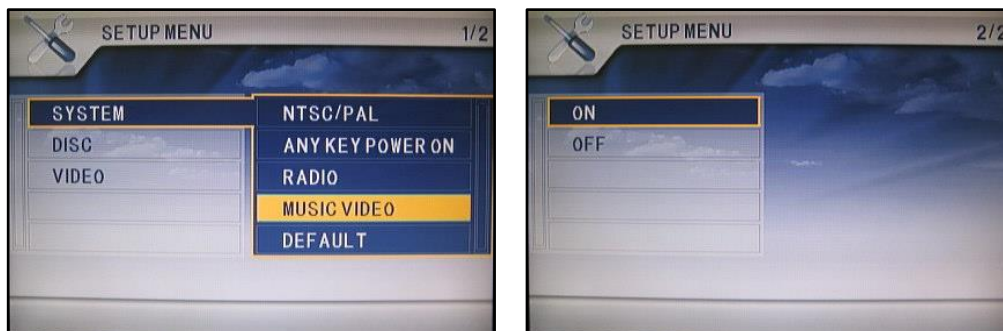 SETUP MENU 1/2
SYSTEM
DISC
VIDEO
NTSC/PAL
ANY KEY POWER ON
RADIO
MUSIC VIDEO
DEFAULT
SETUP MENU 2/2
ON
OFF